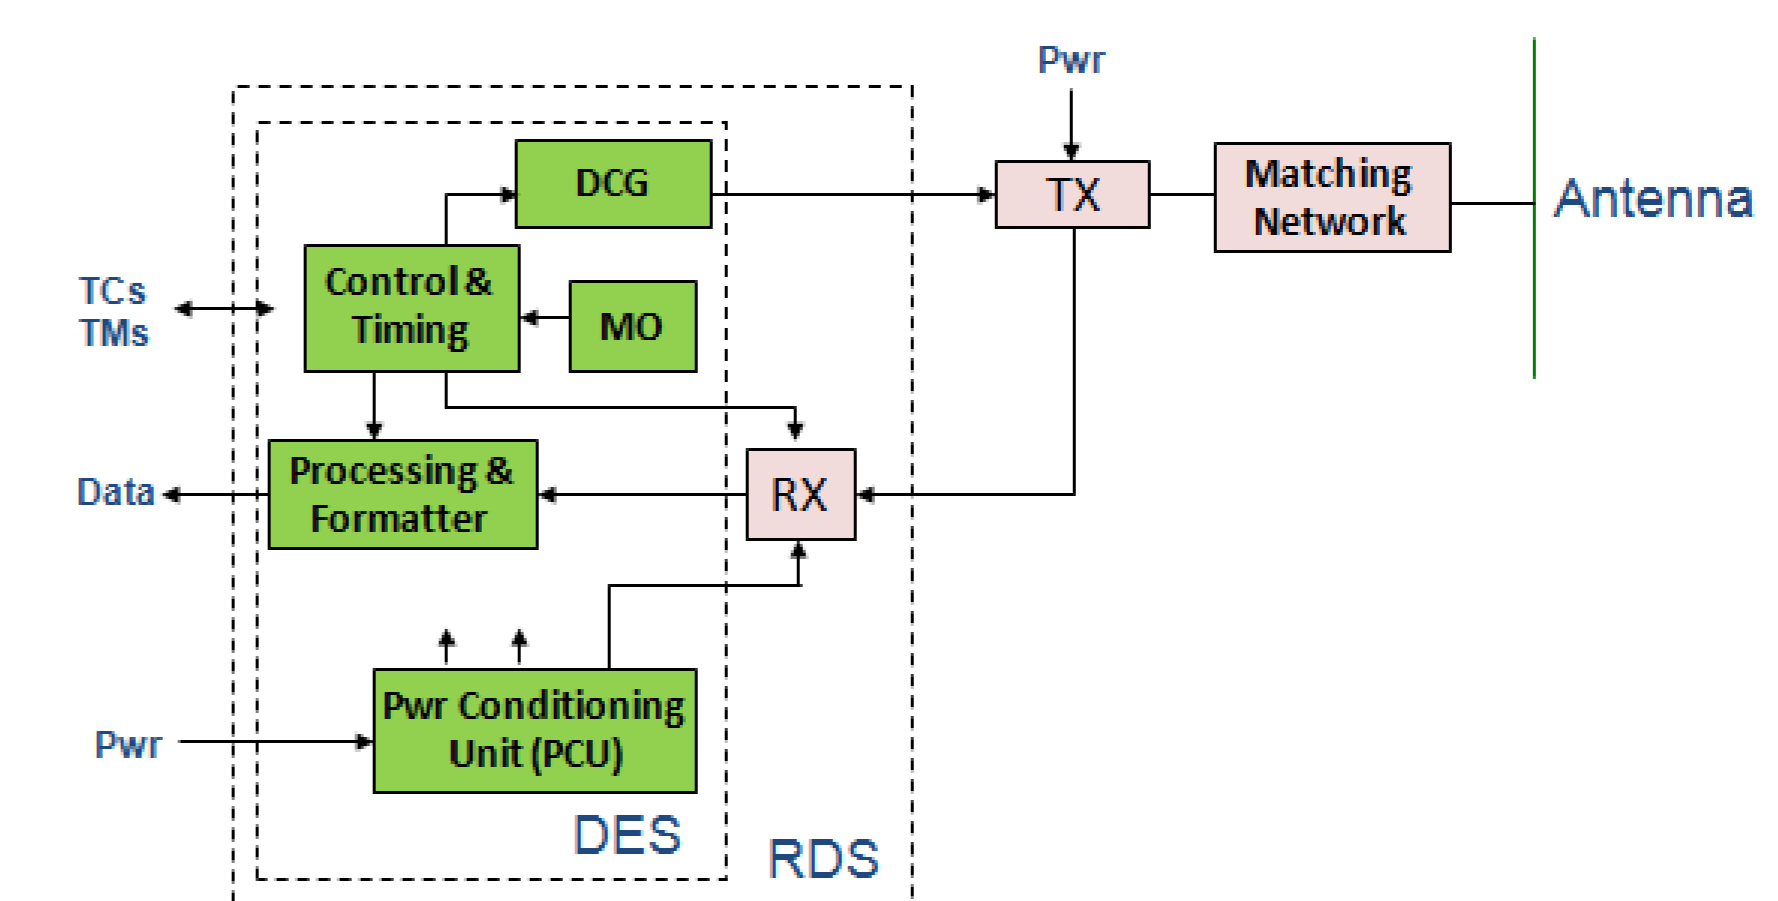 Pwr
DCG
TX
Matching
Network
Antenna
TCs
TMs
Control &
Timing
MO
Data
Processing &
Formatter
RX
Pwr
Pwr Conditioning
Unit (PCU)
DES
RDS